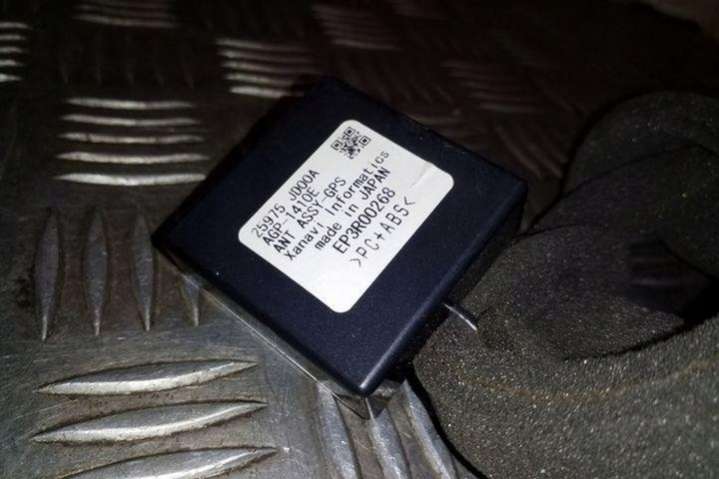 25975 JD00A
AGP-1410E
ANT ASSY-GPS
Xanavi Informatics
made in JAPAN
EP3R00268
>PC+ABS<